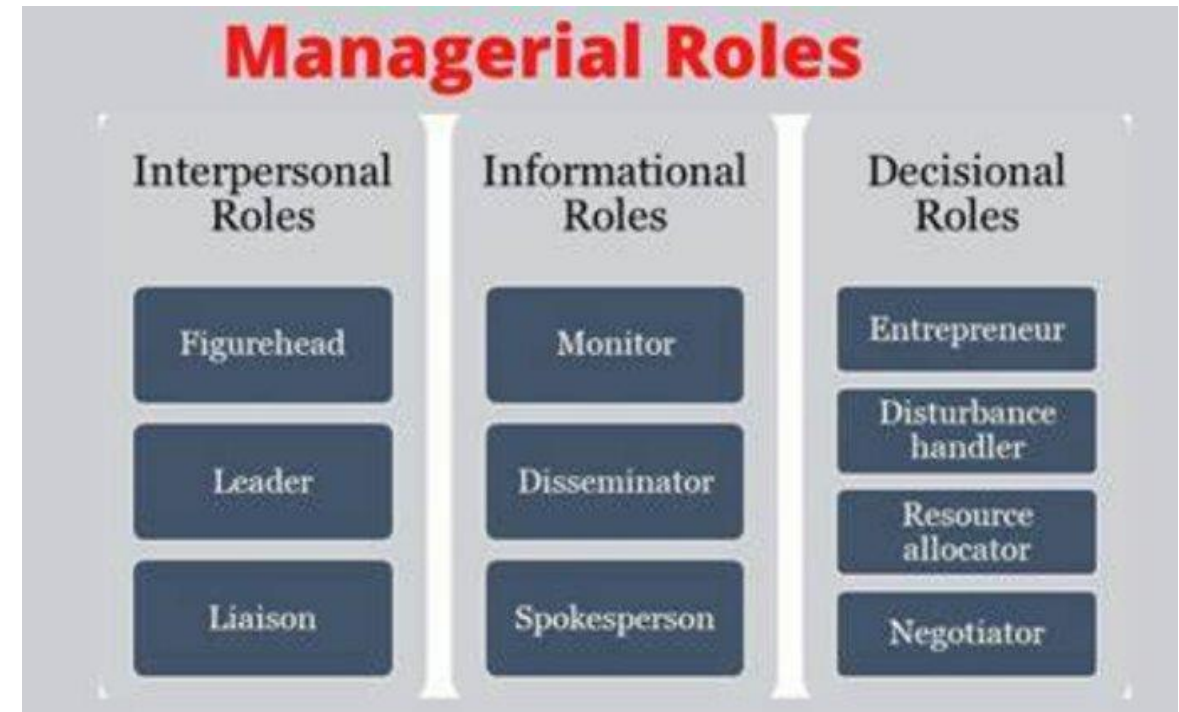 Managerial Roles
Interpersonal
Roles
Figurehead
Leader
Liaison
Informational
Roles
Monitor
Disseminator
Spokesperson
Decisional
Roles
Entrepreneur
Disturbance
handler
Resource
allocator
Negotiator